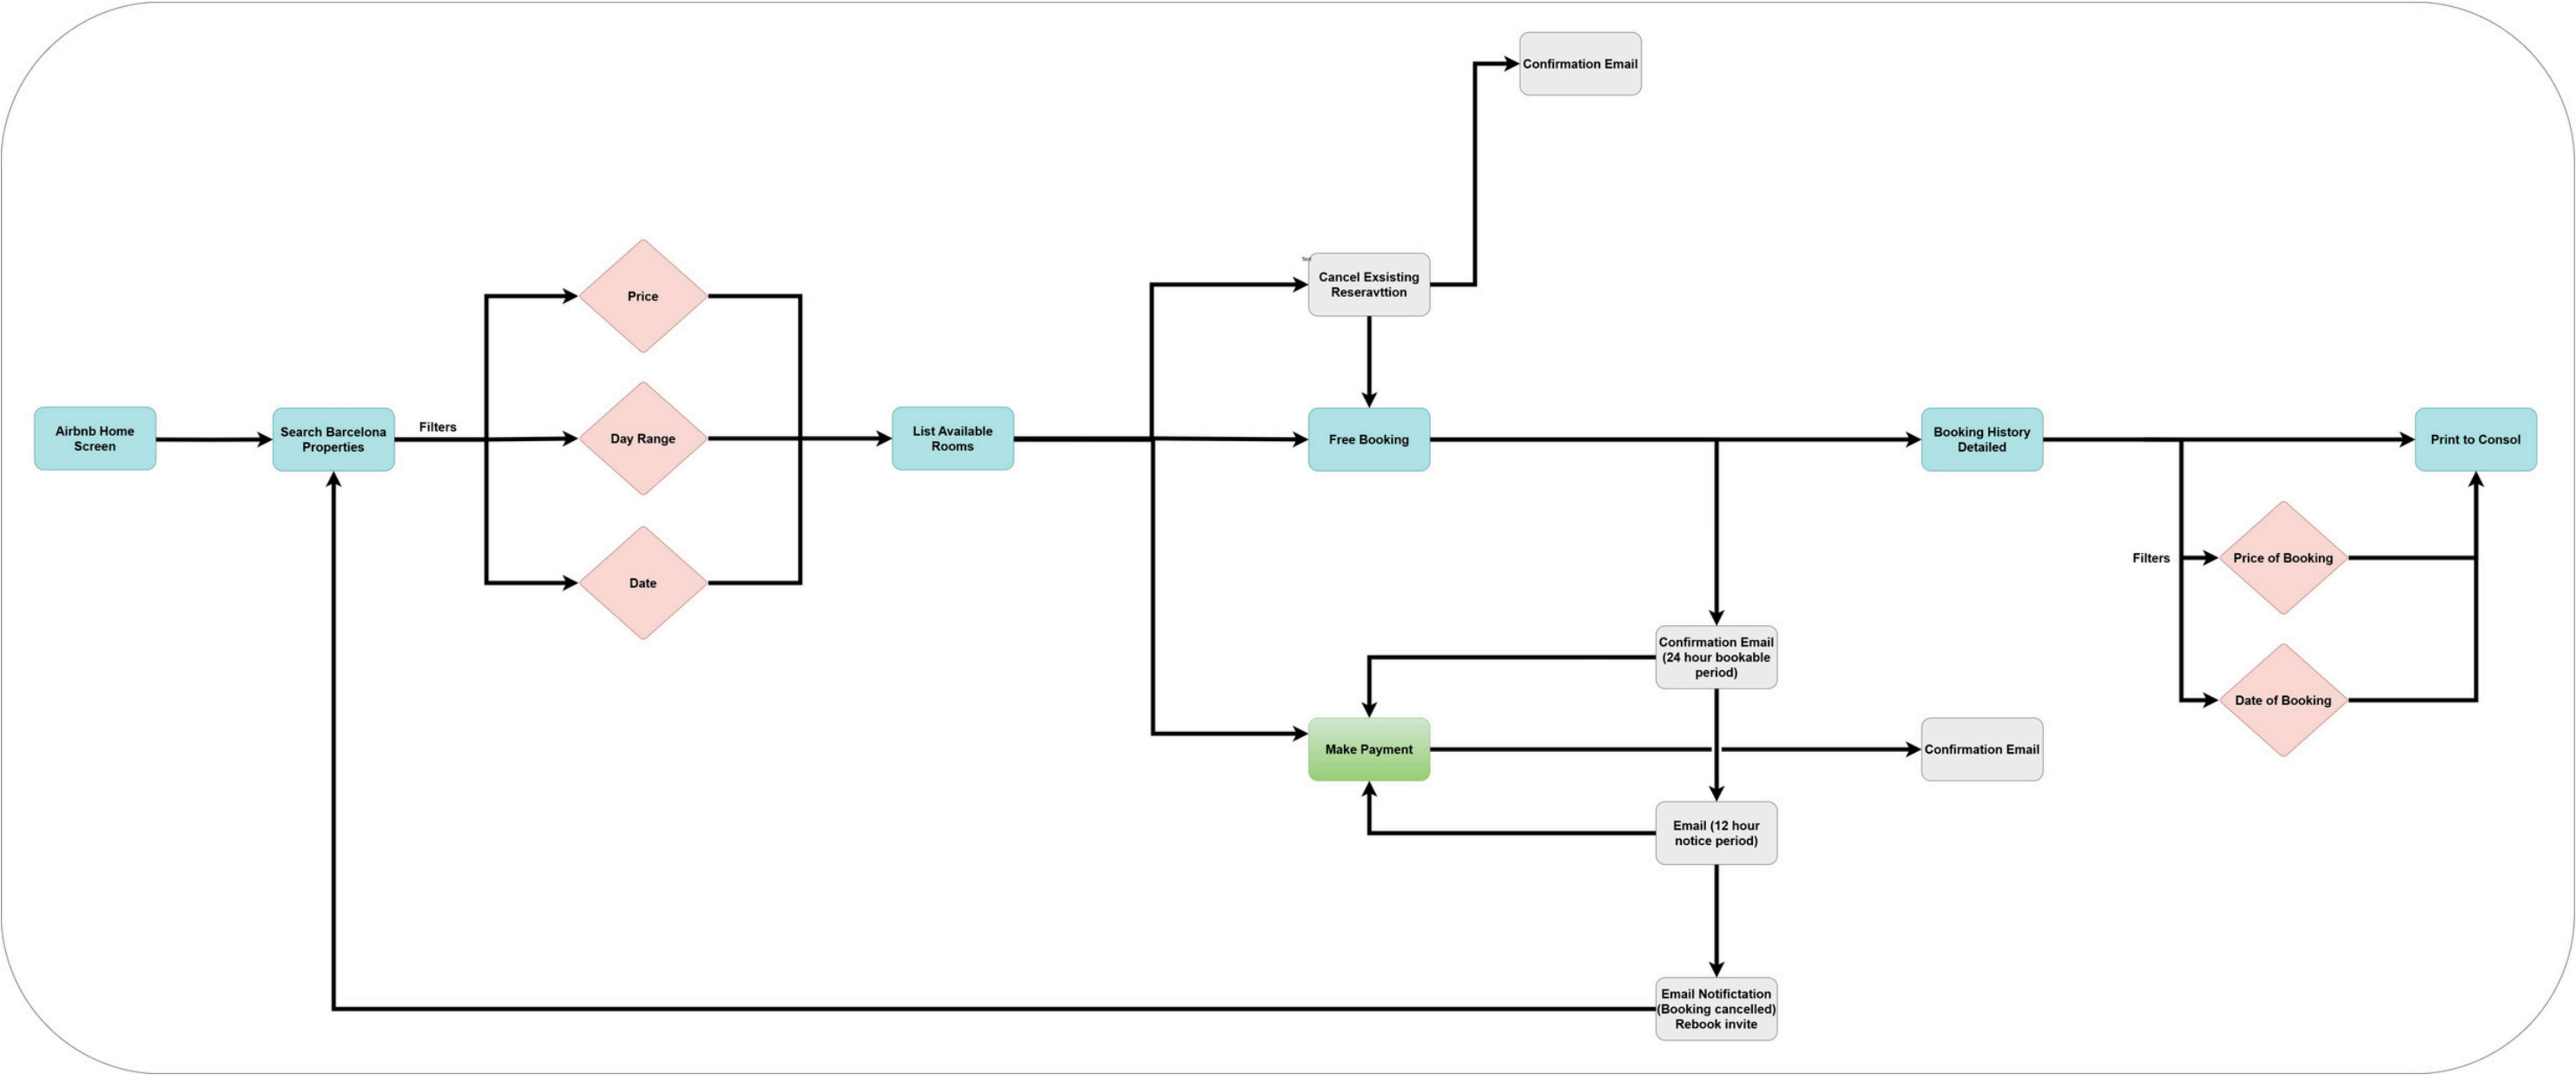 Confirmation Email
Text
Cancel Exsisting
Reseravttion
Price
Airbnb Home
Screen
Search Barcelona
Properties
Filters
Day Range
List Available
Rooms
Free Booking
Booking History
Detailed
Print to Consol
Date
Filters
Price of Booking
Confirmation Email
(24 hour bookable
period)
Date of Booking
Make Payment
Confirmation Email
Email (12 hour
notice period)
Email Notifictation
(Booking cancelled)
Rebook invite